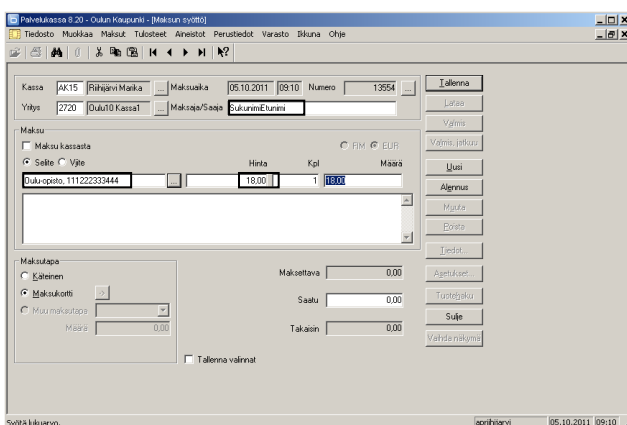 Palvelukassa 8.20 - Oulun Kaupunki - [Maksun syöttö]
Tiedosto Muokkaa Maksut Tulosteet Aineistot Perustiedot Varasto Ikkuna Ohje
Kassa AK15 Riihijärvi Marika ... Maksuaika 05.10.2011 09:10 Numero 13554 ...
Yritys 2720 Oulu10 Kassa1 ... Maksaja/Saaja SukunimiEtunimi
Maksu
Maksu kassasta FIM EUR
Selite Viite Hinta Kpl Määrä
Oulu-opisto, 111222333444 ... 18,00 1 18,00
Maksutapa
Käteinen
Maksukortti
Muu maksutapa
Määrä 0,00
Maksettava 0,00
Saatu 0,00
Takaisin 0,00
Tallenna valinnat
Tallenna
Lataa
Valmis
Valmis, jatkuu
Uusi
Alennus
Muuta
Poista
Tiedot...
Asetukset...
Tuotehaku
Sulje
Vaihda näkymä
Syötä lukuarvo. apriihijarvi 05.10.2011 09:10